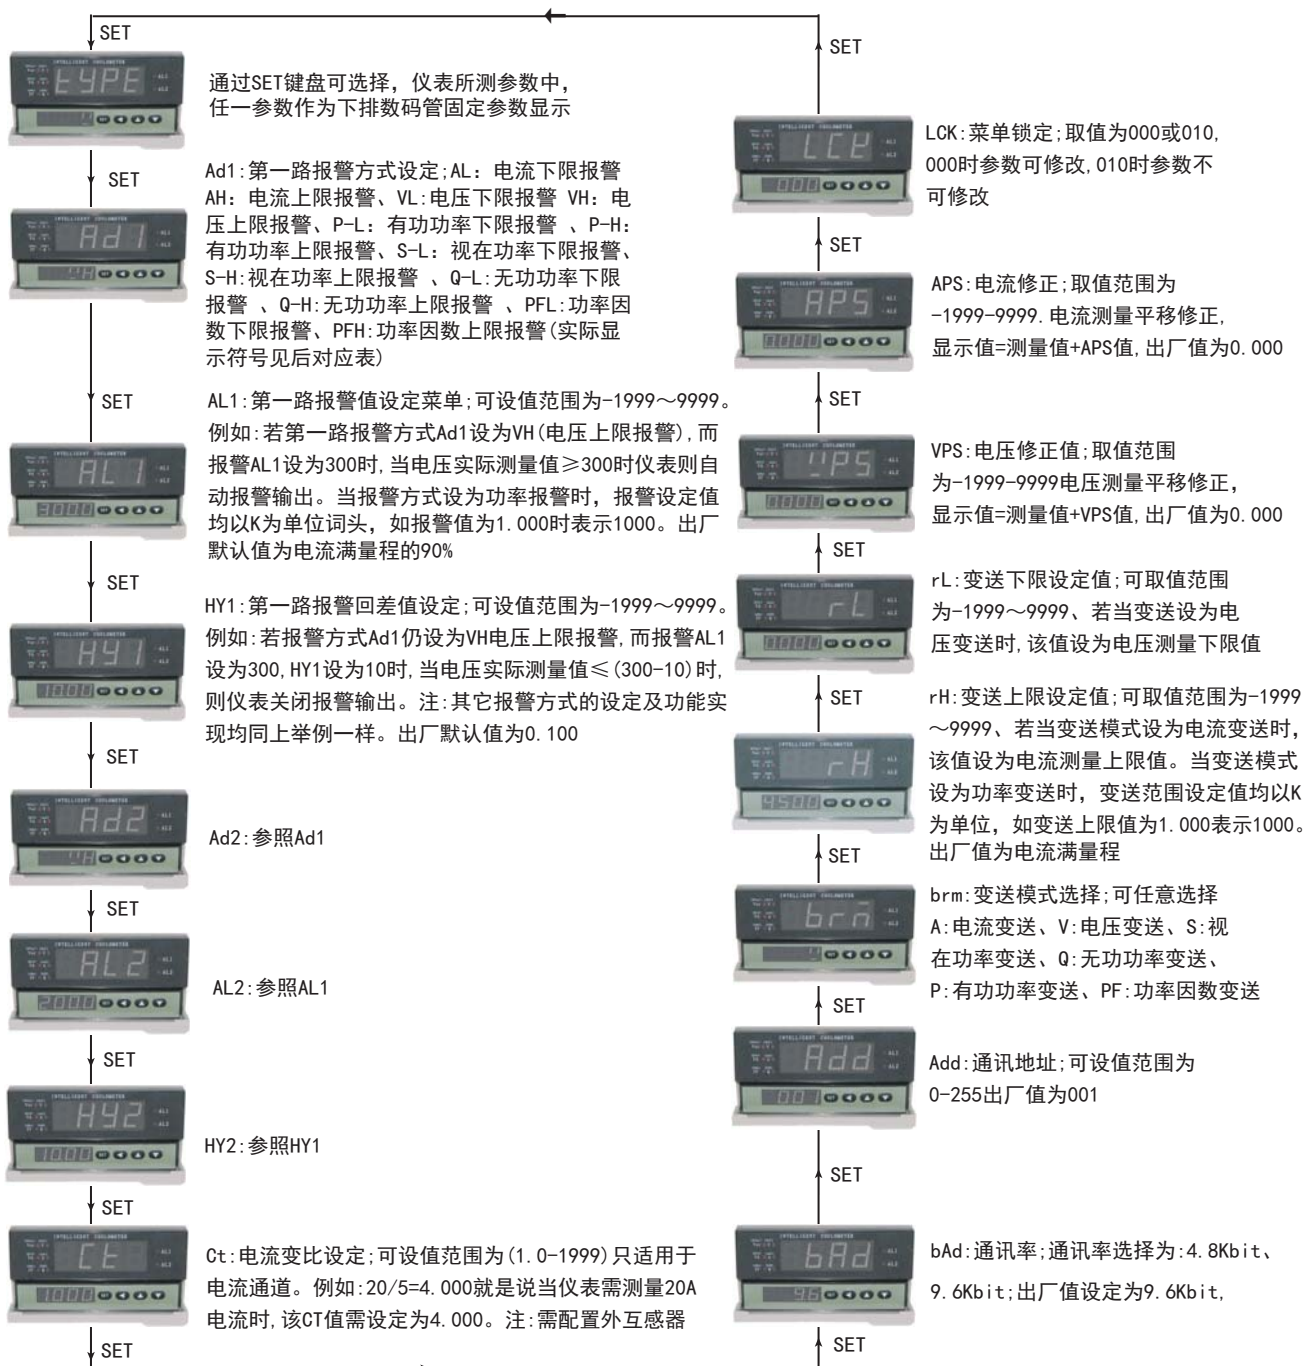 SET
tYPE
通过SET键盘可选择，仪表所测参数中，
任一参数作为下排数码管固定参数显示
SET
Ad1
Ad1:第一路报警方式设定;AL：电流下限报警
AH：电流上限报警、VL:电压下限报警 VH：电
压上限报警、P-L：有功功率下限报警 、P-H：
有功功率上限报警、S-L：视在功率下限报警、
S-H:视在功率上限报警 、Q-L:无功功率下限
报警 、Q-H:无功功率上限报警 、PFL:功率因
数下限报警、PFH:功率因数上限报警(实际显
示符号见后对应表)
SET
AL1
300.0
AL1:第一路报警值设定菜单;可设值范围为-1999～9999。
例如:若第一路报警方式Ad1设为VH(电压上限报警),而
报警AL1设为300时,当电压实际测量值≥300时仪表则自
动报警输出。当报警方式设为功率报警时，报警设定值
均以K为单位词头，如报警值为1.000时表示1000。出厂
默认值为电流满量程的90%
SET
HY1
10.00
HY1:第一路报警回差值设定;可设值范围为-1999～9999。
例如:若报警方式Ad1仍设为VH电压上限报警,而报警AL1
设为300,HY1设为10时,当电压实际测量值≤(300-10)时,
则仪表关闭报警输出。注:其它报警方式的设定及功能实
现均同上举例一样。出厂默认值为0.100
SET
Ad2
Ad2:参照Ad1
SET
AL2
200.0
AL2:参照AL1
SET
HY2
10.00
HY2:参照HY1
SET
Ct
1.000
Ct:电流变比设定;可设值范围为(1.0-1999)只适用于
电流通道。例如:20/5=4.000就是说当仪表需测量20A
电流时,该CT值需设定为4.000。注:需配置外互感器
SET
SET
LCK
000
LCK:菜单锁定;取值为000或010,
000时参数可修改,010时参数不
可修改
SET
APS
0.000
APS:电流修正;取值范围为
-1999-9999.电流测量平移修正,
显示值=测量值+APS值,出厂值为0.000
SET
VPS
VPS:电压修正值;取值范围
为-1999-9999电压测量平移修正，
显示值=测量值+VPS值,出厂值为0.000
SET
rL
rL:变送下限设定值;可取值范围
为-1999～9999、若当变送设为电
压变送时,该值设为电压测量下限值
SET
rH
450.0
rH:变送上限设定值;可取值范围为-1999
～9999、若当变送模式设为电流变送时，
该值设为电流测量上限值。当变送模式
设为功率变送时，变送范围设定值均以K
为单位，如变送上限值为1.000表示1000。
出厂值为电流满量程
SET
brm
brm:变送模式选择;可任意选择
A:电流变送、V:电压变送、S:视
在功率变送、Q:无功功率变送、
P:有功功率变送、PF:功率因数变送
SET
Add
001
Add:通讯地址;可设值范围为
0-255出厂值为001
SET
bAd
9.6
bAd:通讯率;通讯率选择为:4.8Kbit、
9.6Kbit;出厂值设定为9.6Kbit,
SET